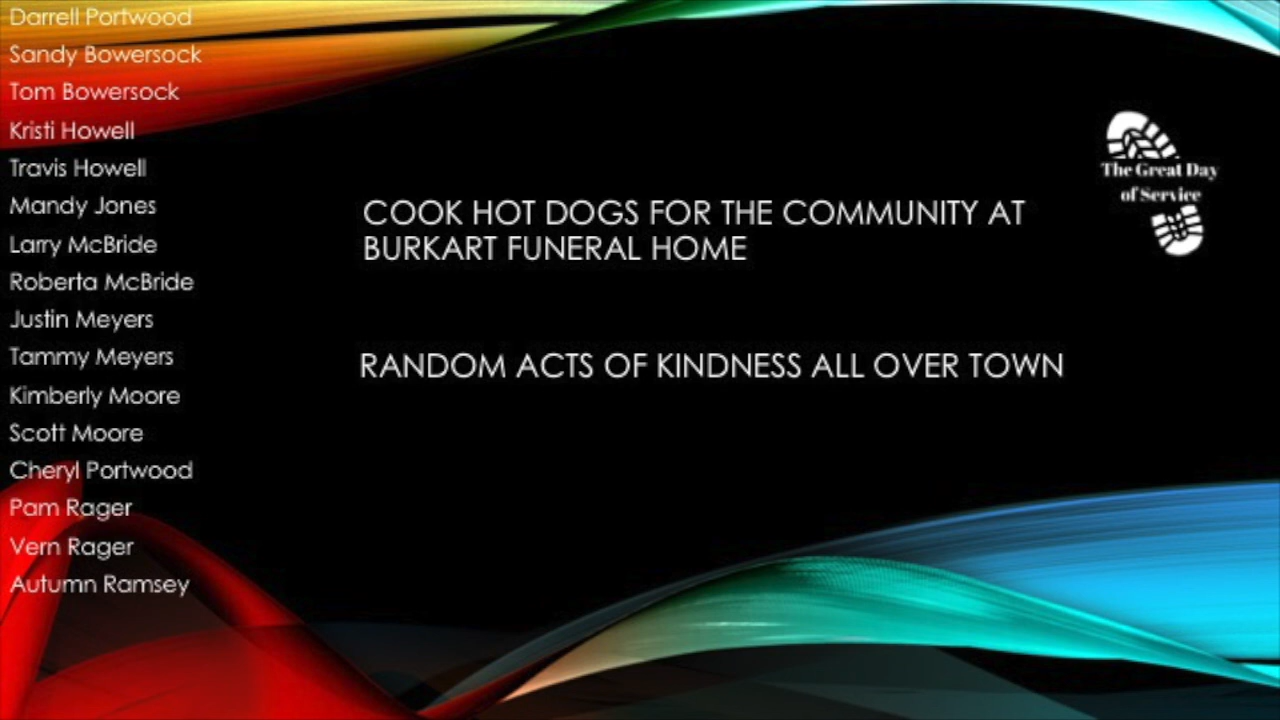 Darrell Portwood
Sandy Bowersock
Tom Bowersock
Kristi Howell
Travis Howell
Mandy Jones
Larry McBride
Roberta McBride
Justin Meyers
Tammy Meyers
Kimberly Moore
Scott Moore
Cheryl Portwood
Pam Rager
Vern Rager
Autumn Ramsey
COOK HOT DOGS FOR THE COMMUNITY AT
BURKART FUNERAL HOME
RANDOM ACTS OF KINDNESS ALL OVER TOWN
The Great Day
of Service